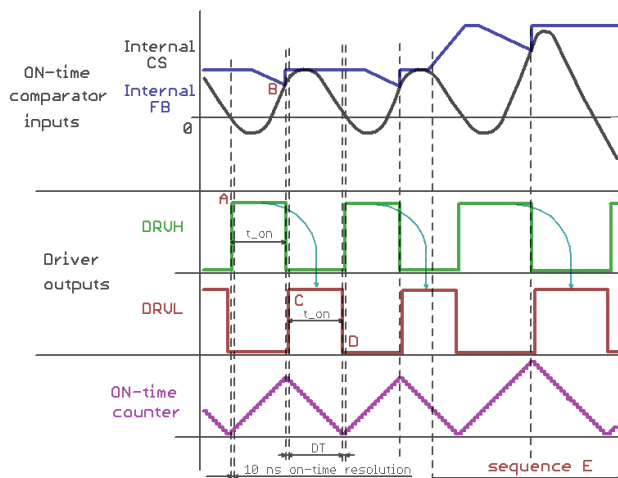 Internal
CS
Internal
FB
ON-time
comparator
inputs
0
B
A
DRVH
t_on
Driver
outputs
DRVL
C
t_on
D
ON-time
counter
DT
10 ns on-time resolution
sequence E